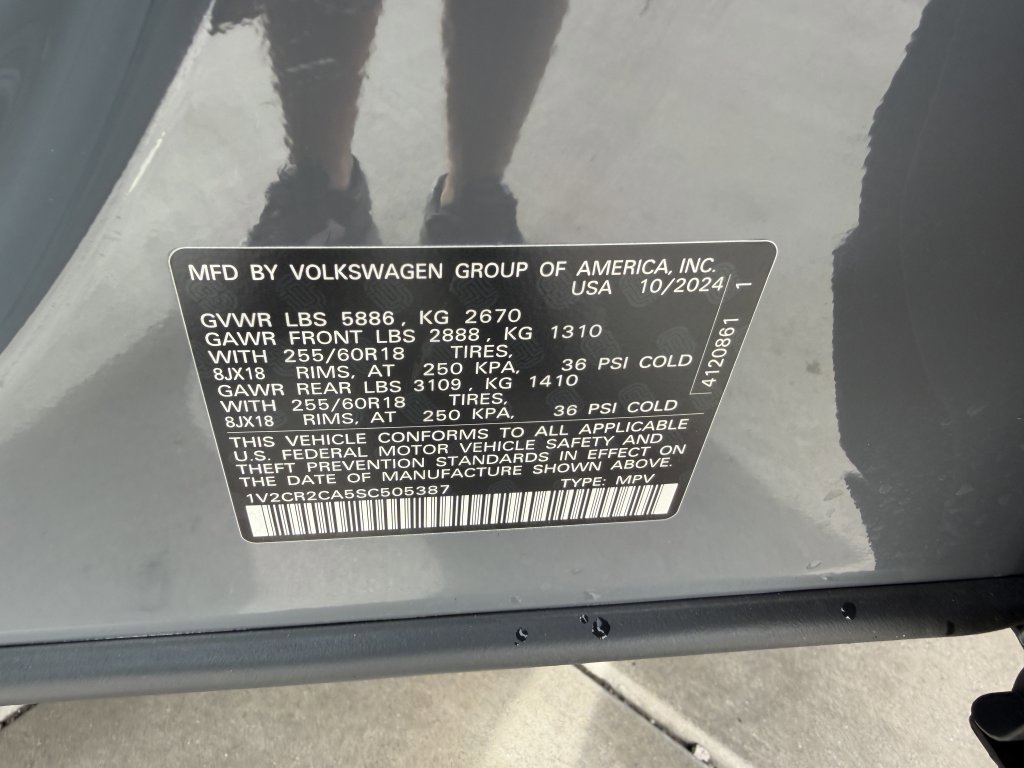 MFD BY VOLKSWAGEN GROUP OF AMERICA, INC.
USA 10/2024
GVWR LBS 5886, KG 2670
GAWR FRONT LBS 2888, KG 1310
WITH 255/60R18 TIRES,
8JX18 RIMS, AT 250 KPA, 36 PSI COLD
GAWR REAR LBS 3109, KG 1410
WITH 255/60R18 TIRES,
8JX18 RIMS, AT 250 KPA, 36 PSI COLD
4120861 1
THIS VEHICLE CONFORMS TO ALL APPLICABLE
U.S. FEDERAL MOTOR VEHICLE SAFETY AND
THEFT PREVENTION STANDARDS IN EFFECT ON
THE DATE OF MANUFACTURE SHOWN ABOVE.
1V2CR2CA5SC505387 TYPE: MPV